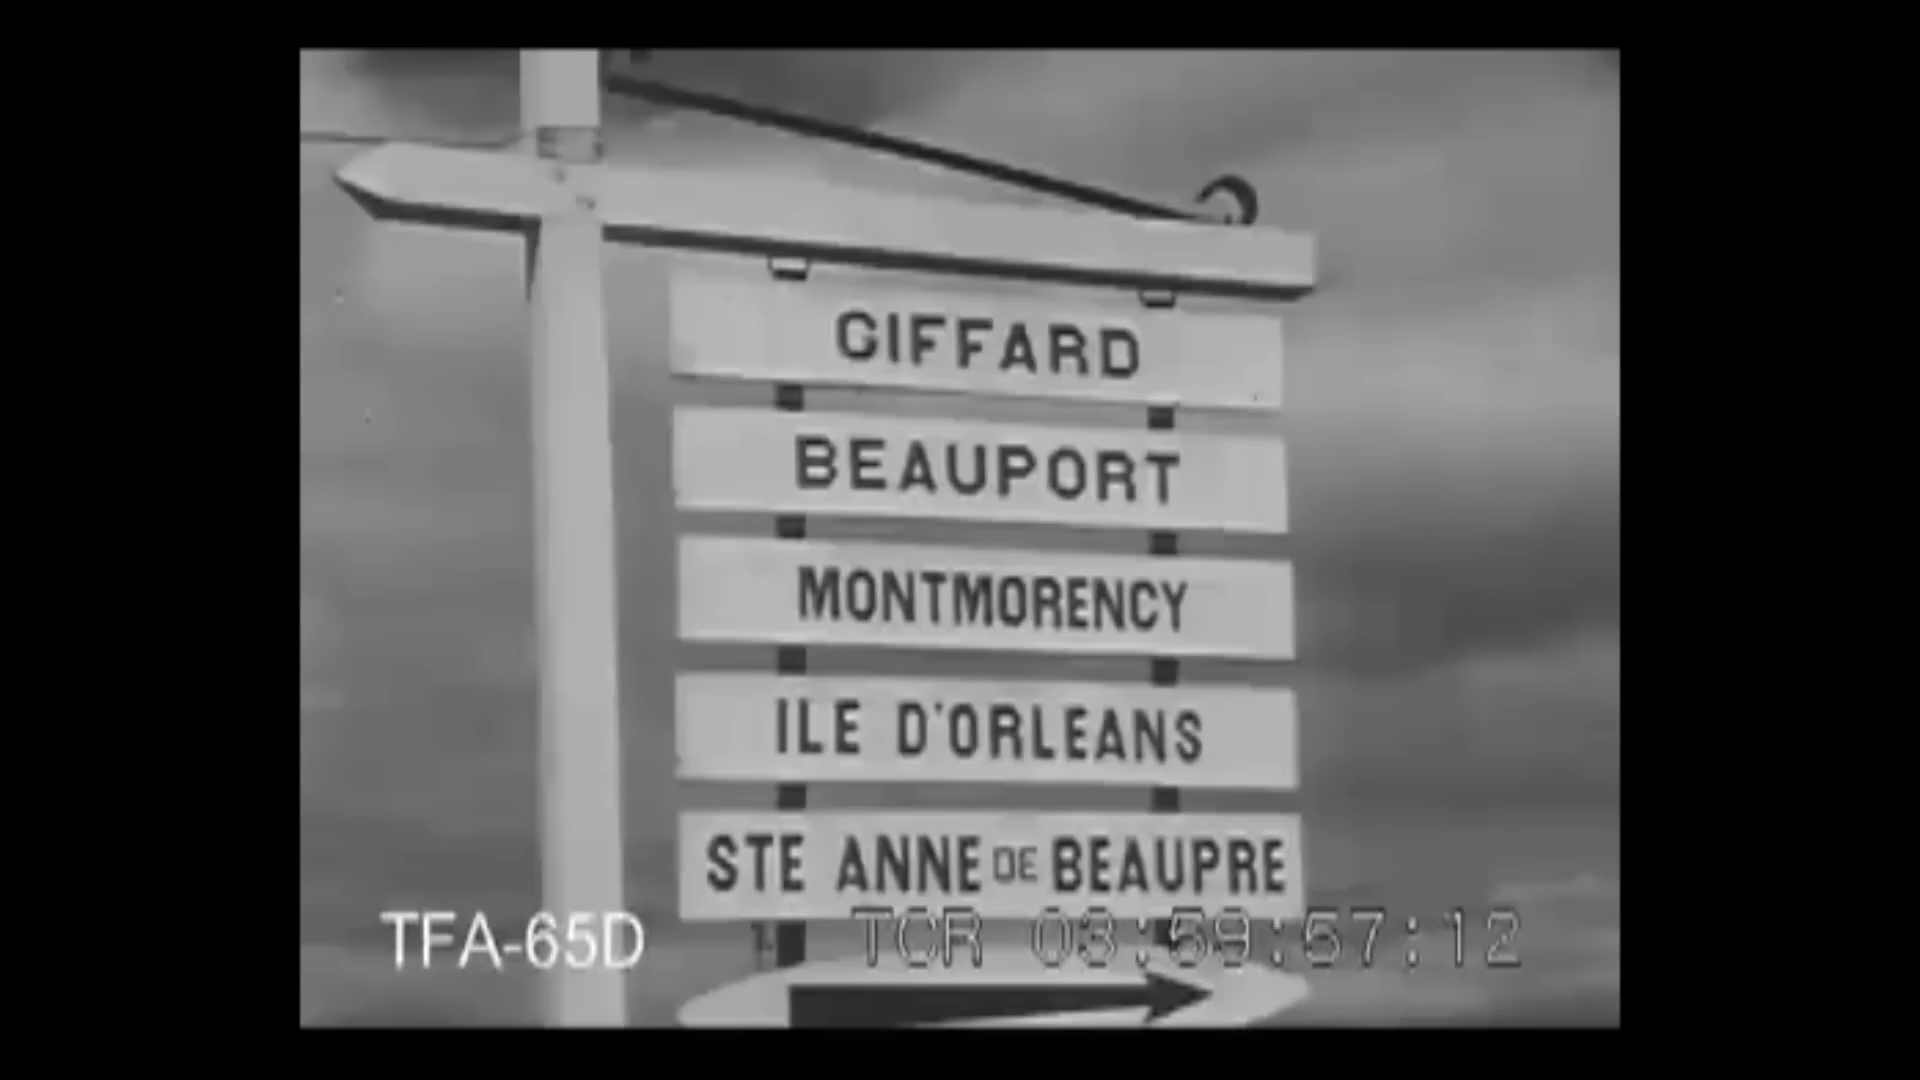 GIFFARD
BEAUPORT
MONTMORENCY
ILE D'ORLEANS
STE ANNE DE BEAUPRE
TFA-65D
TCR 03:59:57:12